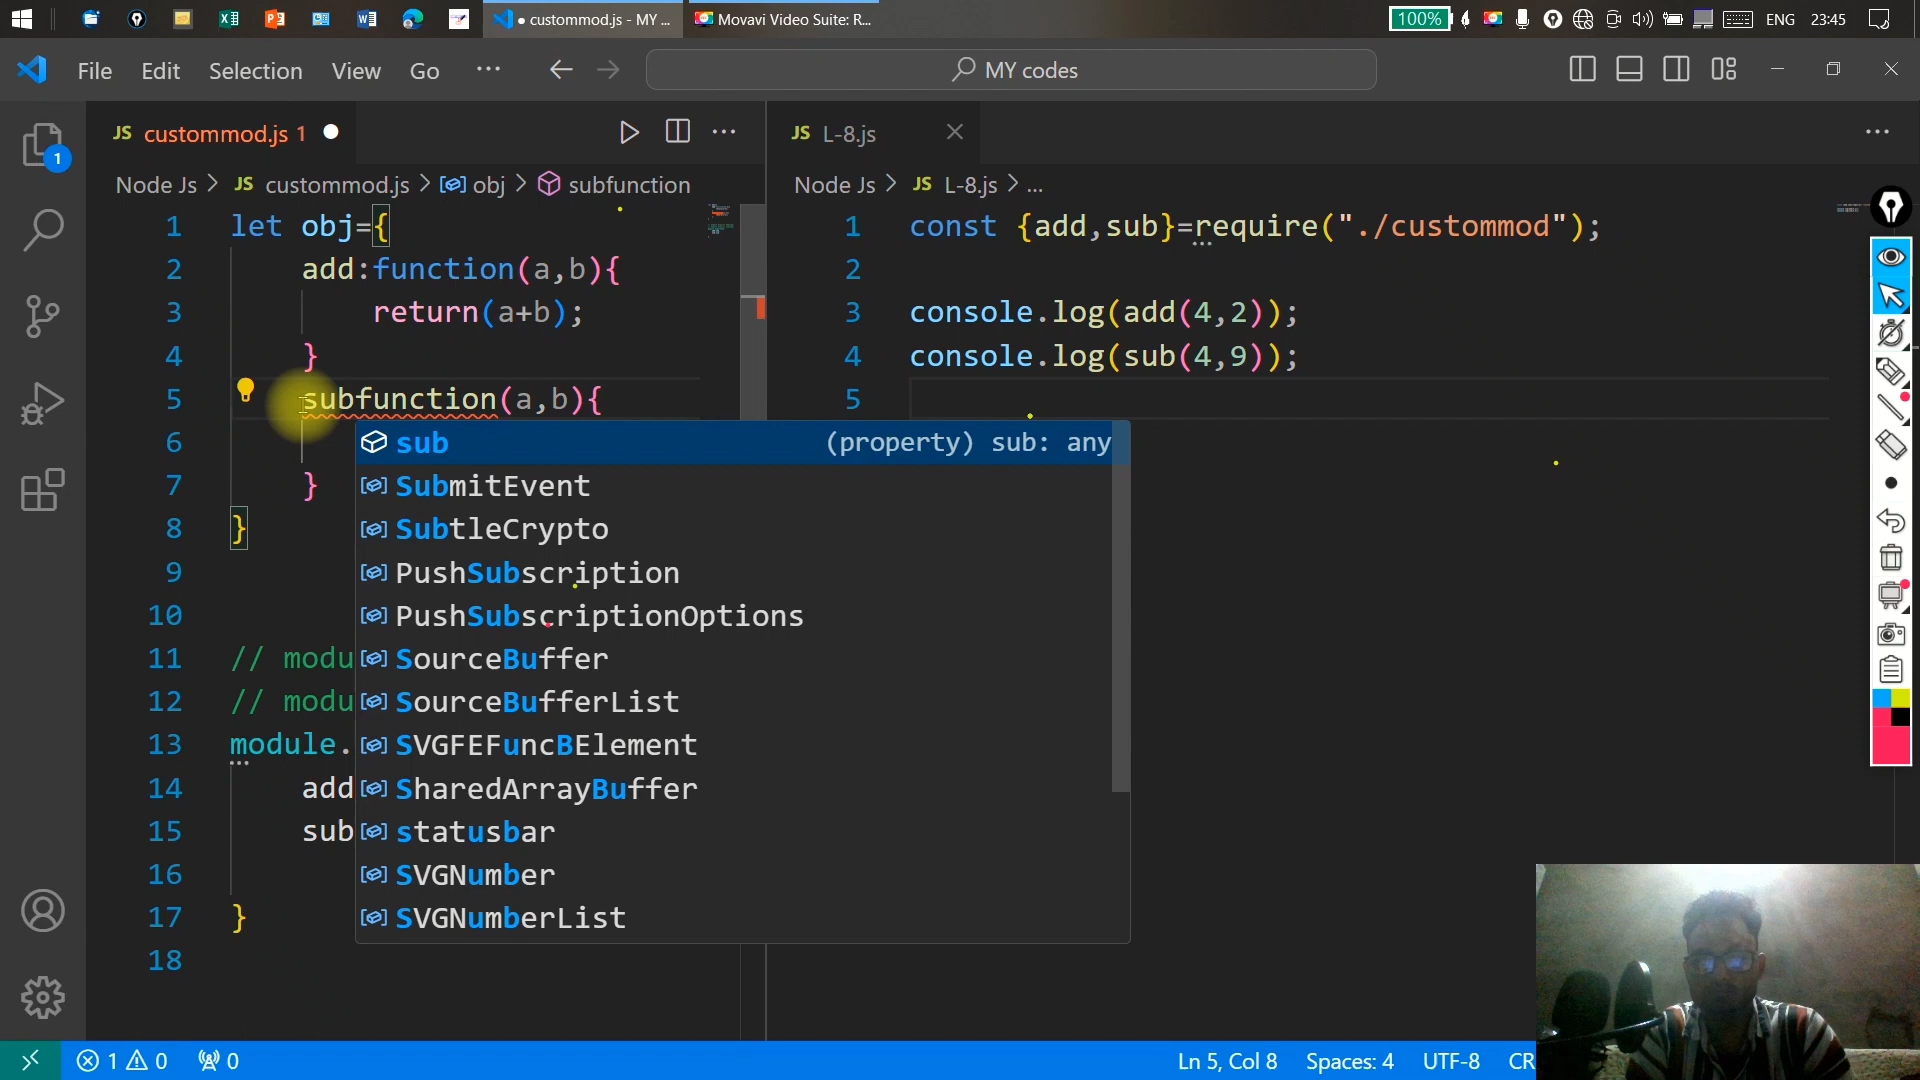 custommod.js - MY ...
Movavi Video Suite: R...
100%
ENG
23:45
File
Edit
Selection
View
Go
...
MY codes
JS custommod.js 1
JS L-8.js
Node Js > JS custommod.js > obj > subfunction
Node Js > JS L-8.js > ...
1 let obj={
2 add:function(a,b){
3 return(a+b);
4 }
5 subfunction(a,b){
6
7 }
8 }
9
10
11 // modu
12 // modu
13 module.
14 add
15 sub
16
17 }
18
sub (property) sub: any
SubmitEvent
SubtleCrypto
PushSubscription
PushSubscriptionOptions
SourceBuffer
SourceBufferList
SVGFEFuncBElement
SharedArrayBuffer
statusbar
SVGNumber
SVGNumberList
1 const {add,sub}=require("./custommod");
2
3 console.log(add(4,2));
4 console.log(sub(4,9));
5
1
1 0
0
Ln 5, Col 8
Spaces: 4
UTF-8
CR